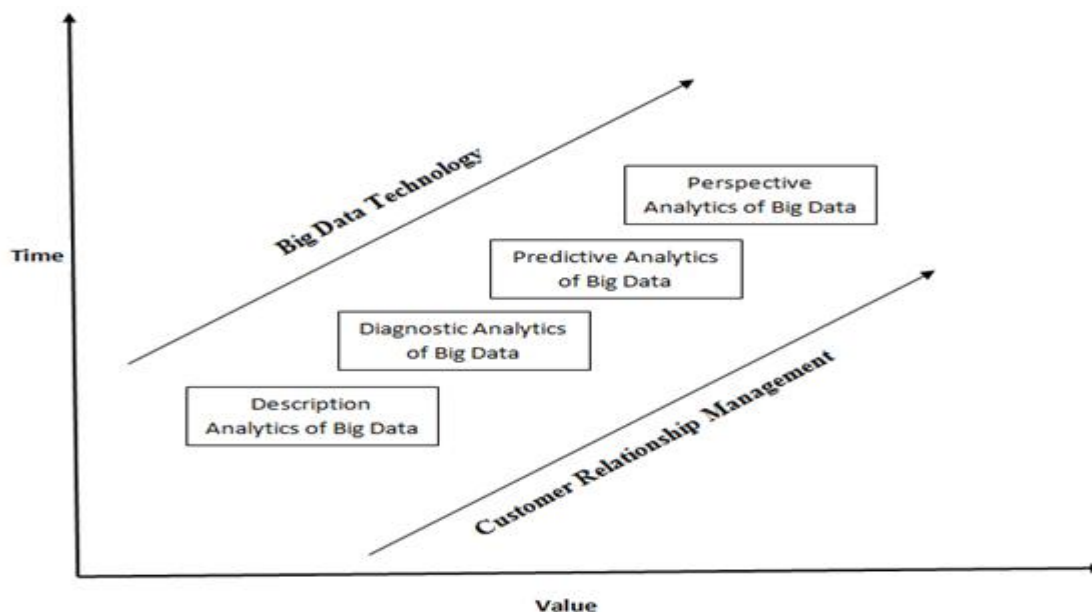 Big Data Technology
Perspective
Analytics of Big Data
Time
Predictive Analytics
of Big Data
Diagnostic Analytics
of Big Data
Description
Analytics of Big Data
Customer Relationship Management
Value